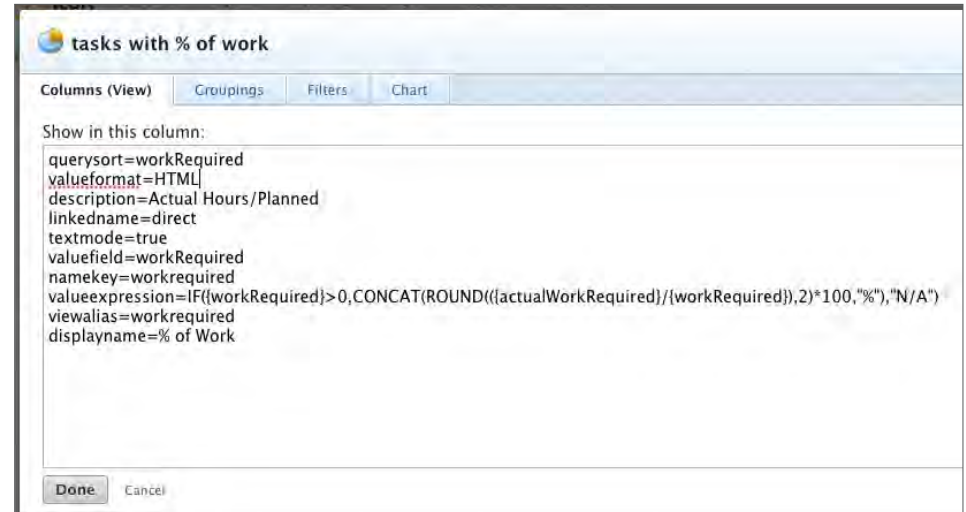 tasks with % of work
Columns (View) Groupings Filters Chart
Show in this column:
querysort=workRequired
valueformat=HTML
description=Actual Hours/Planned
linkedname=direct
textmode=true
valuefield=workRequired
namekey=workrequired
valueexpression=IF({workRequired}>0,CONCAT(ROUND(({actualWorkRequired}/{workRequired}),2)*100,"%"),"N/A")
viewalias=workrequired
displayname=% of Work
Done Cancel